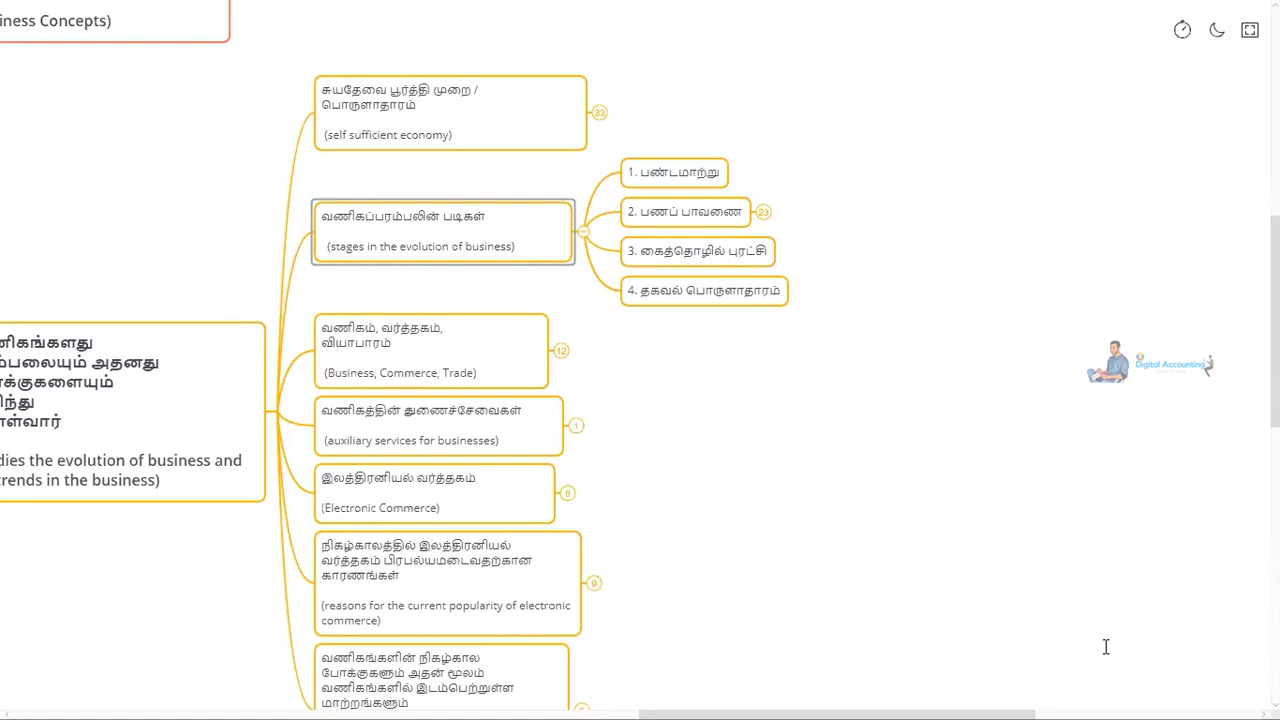 iness Concepts)
சுயதேவை பூர்த்தி முறை /
பொருளாதாரம்
(self sufficient economy)
33
வணிகப்பரம்பலின் படிகள்
(stages in the evolution of business)
1. பண்டமாற்று
2. பணப் பாவணை
23
3. கைத்தொழில் புரட்சி
4. தகவல் பொருளாதாரம்
வணிகம், வர்த்தகம்,
வியாபாரம்
(Business, Commerce, Trade)
12
ணிகங்களது
ம்பலையும் அதனது
க்குகளையும்
ிந்து
ள்வார்
dies the evolution of business and
trends in the business)
வணிகத்தின் துணைச்சேவைகள்
(auxiliary services for businesses)
1
இலத்திரனியல் வர்த்தகம்
(Electronic Commerce)
8
நிகழ்காலத்தில் இலத்திரனியல்
வர்த்தகம் பிரபல்யமடைவதற்கான
காரணங்கள்
(reasons for the current popularity of electronic
commerce)
9
வணிகங்களின் நிகழ்கால
போக்குகளும் அதன் மூலம்
வணிகங்களில் இடம்பெற்றுள்ள
மாற்றங்களும்
Digital Accounting